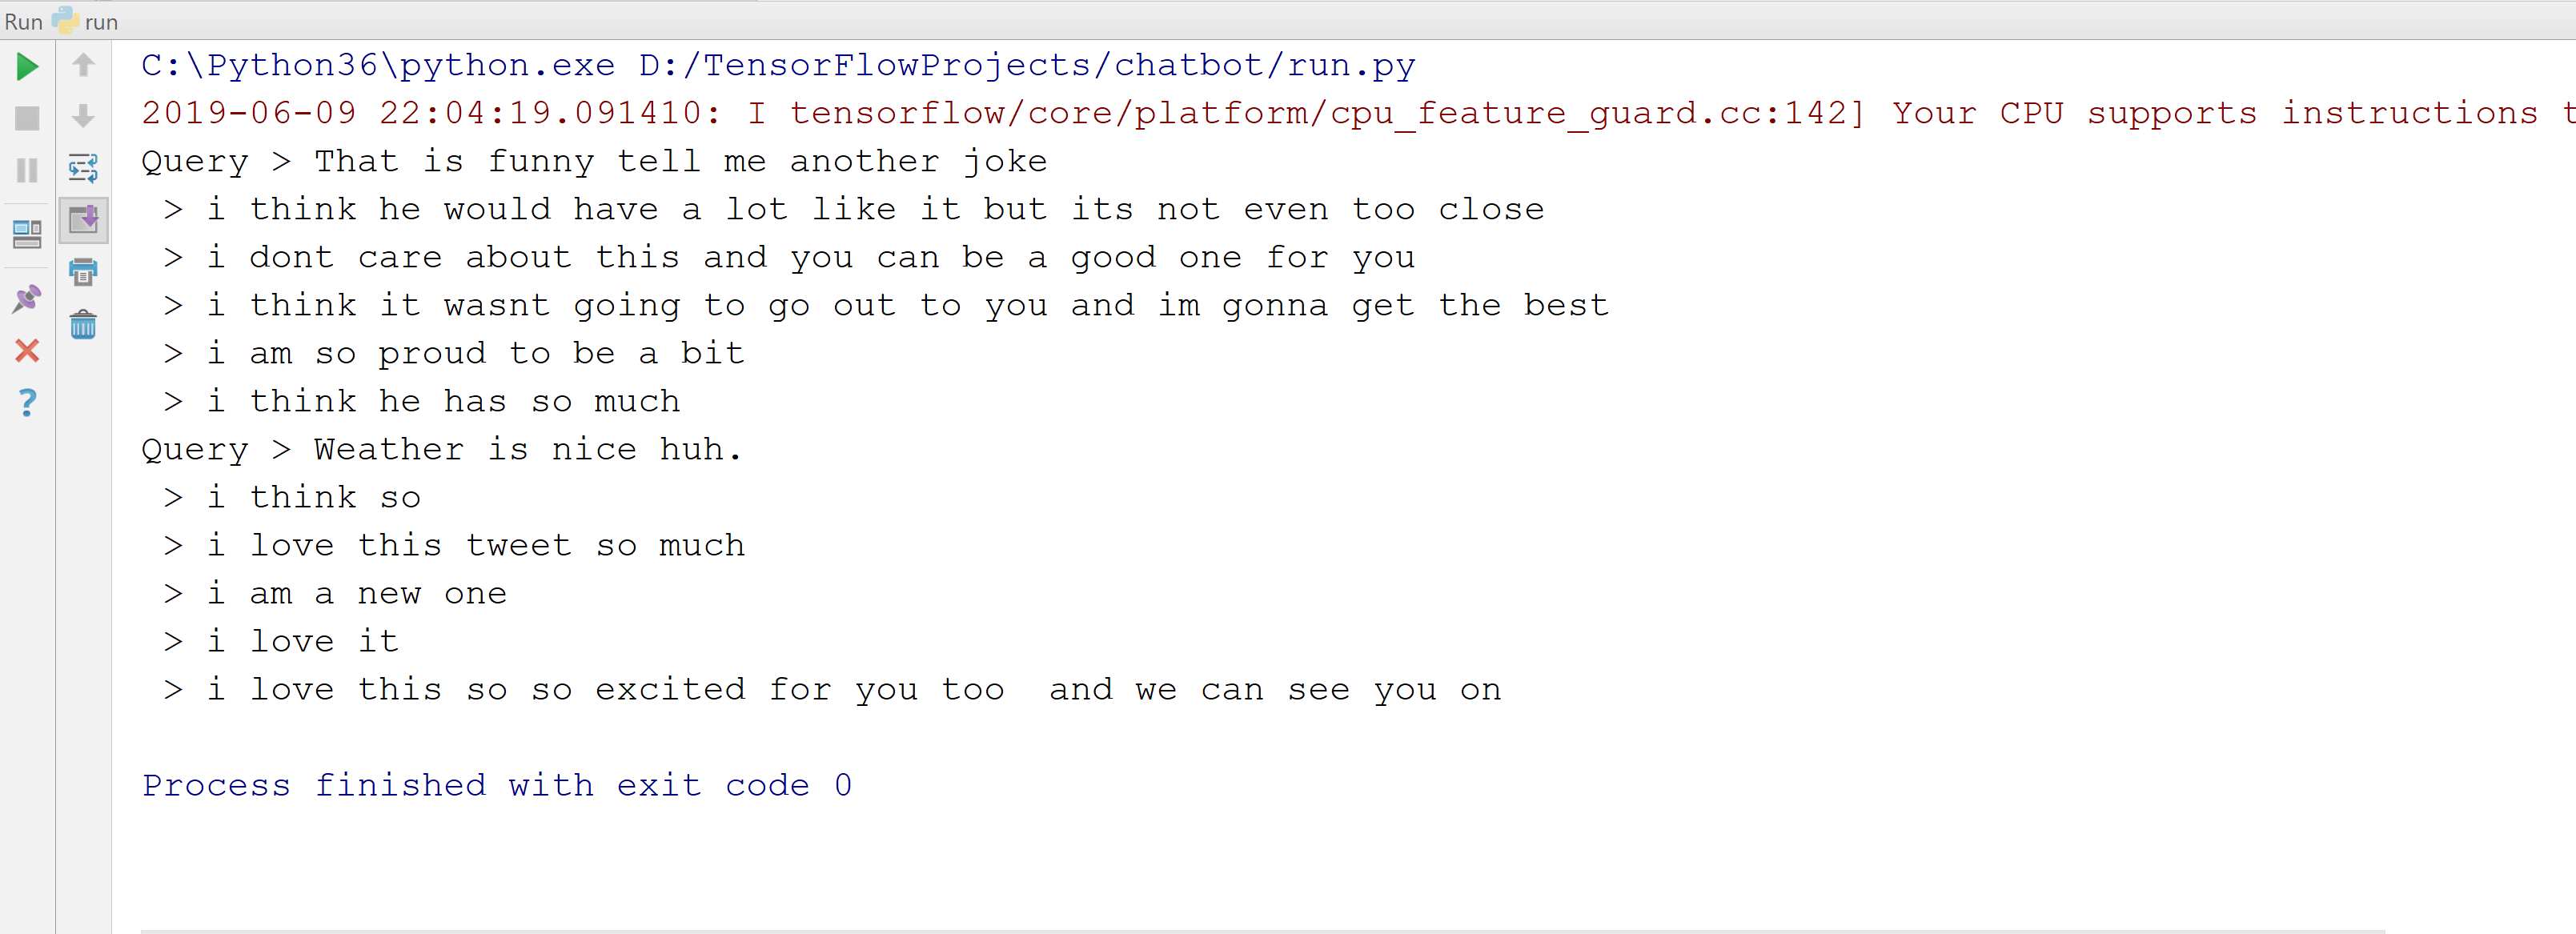 Run run
C:\Python36\python.exe D:/TensorFlowProjects/chatbot/run.py
2019-06-09 22:04:19.091410: I tensorflow/core/platform/cpu_feature_guard.cc:142] Your CPU supports instructions t
Query > That is funny tell me another joke
 > i think he would have a lot like it but its not even too close
 > i dont care about this and you can be a good one for you
 > i think it wasnt going to go out to you and im gonna get the best
 > i am so proud to be a bit
 > i think he has so much
Query > Weather is nice huh.
 > i think so
 > i love this tweet so much
 > i am a new one
 > i love it
 > i love this so so excited for you too  and we can see you on
Process finished with exit code 0